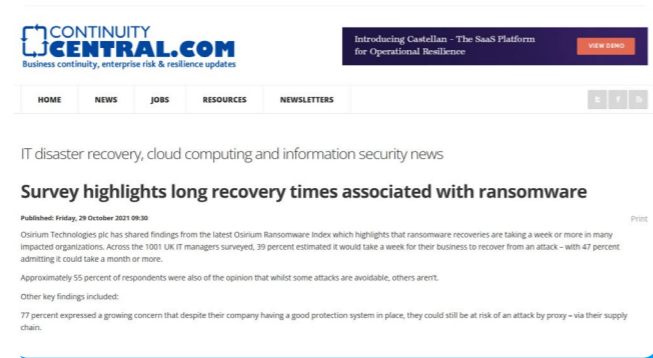 CONTINUITY
CENTRAL.COM
Business continuity, enterprise risk & resilience updates
Introducing Castellan - The SaaS Platform
for Operational Resilience
VIEW DEMO
HOME NEWS JOBS RESOURCES NEWSLETTERS
IT disaster recovery, cloud computing and information security news
Survey highlights long recovery times associated with ransomware
Published: Friday, 29 October 2021 09:30
Print
Osirium Technologies plc has shared findings from the latest Osirium Ransomware Index which highlights that ransomware recoveries are taking a week or more in many
impacted organizations. Across the 1001 UK IT managers surveyed, 39 percent estimated it would take a week for their business to recover from an attack – with 47 percent
admitting it could take a month or more.
Approximately 55 percent of respondents were also of the opinion that whilst some attacks are avoidable, others aren't.
Other key findings included:
77 percent expressed a growing concern that despite their company having a good protection system in place, they could still be at risk of an attack by proxy – via their supply
chain.